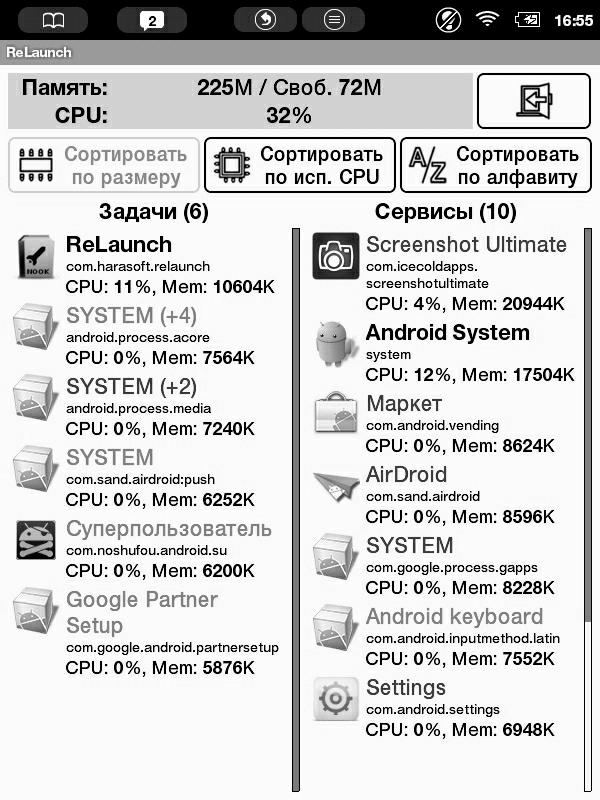 2
16:55
ReLaunch
Память: 225M / Своб. 72M
CPU: 32%
Сортировать по размеру
Сортировать по исп. CPU
Сортировать по алфавиту
Задачи (6)
ReLaunch
com.harasoft.relaunch
CPU: 11%, Mem: 10604K
SYSTEM (+4)
android.process.acore
CPU: 0%, Mem: 7564K
SYSTEM (+2)
android.process.media
CPU: 0%, Mem: 7240K
SYSTEM
com.sand.airdroid:push
CPU: 0%, Mem: 6252K
Суперпользователь
com.noshufou.android.su
CPU: 0%, Mem: 6200K
Google Partner
Setup
com.google.android.partnersetup
CPU: 0%, Mem: 5876K
Сервисы (10)
Screenshot Ultimate
com.icecoldapps.
screenshotultimate
CPU: 4%, Mem: 20944K
Android System
system
CPU: 12%, Mem: 17504K
Маркет
com.android.vending
CPU: 0%, Mem: 8624K
AirDroid
com.sand.airdroid
CPU: 0%, Mem: 8596K
SYSTEM
com.google.process.gapps
CPU: 0%, Mem: 8228K
Android keyboard
com.android.inputmethod.latin
CPU: 0%, Mem: 7552K
Settings
com.android.settings
CPU: 0%, Mem: 6948K
NOOK
A/Z